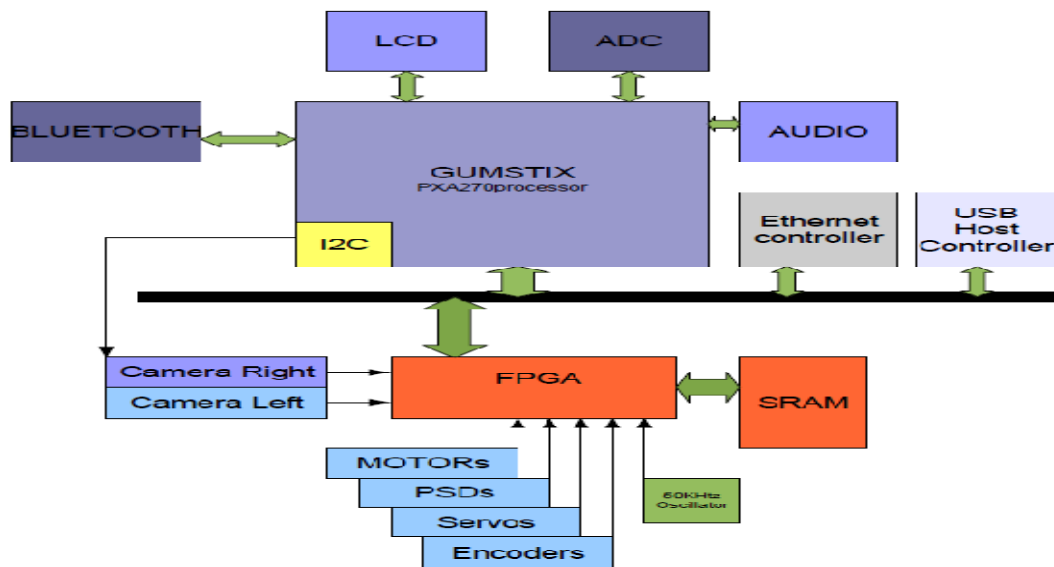 LCD
ADC
BLUETOOTH
AUDIO
GUMSTIX
PXA270processor
I2C
Ethernet
controller
USB
Host
Controller
Camera Right
Camera Left
FPGA
SRAM
MOTORs
PSDs
Servos
Encoders
50KHtz
Oscillator